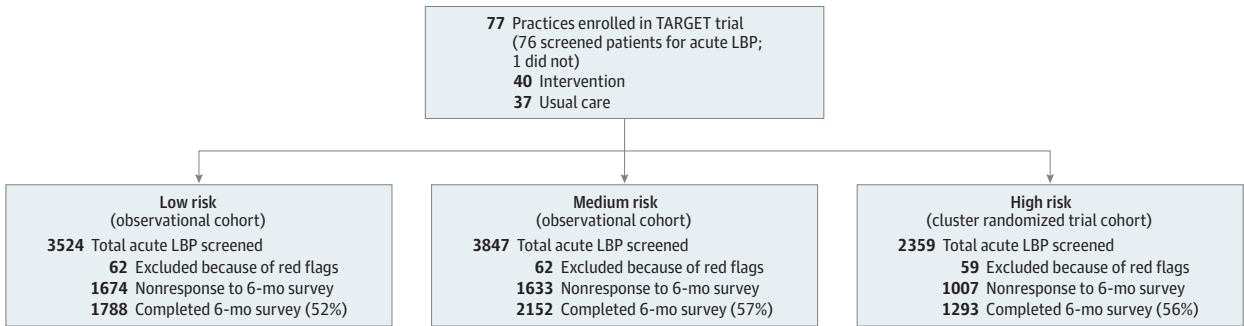 77 Practices enrolled in TARGET trial
(76 screened patients for acute LBP;
1 did not)
40 Intervention
37 Usual care
Low risk
(observational cohort)
3524 Total acute LBP screened
62 Excluded because of red flags
1674 Nonresponse to 6-mo survey
1788 Completed 6-mo survey (52%)
Medium risk
(observational cohort)
3847 Total acute LBP screened
62 Excluded because of red flags
1633 Nonresponse to 6-mo survey
2152 Completed 6-mo survey (57%)
High risk
(cluster randomized trial cohort)
2359 Total acute LBP screened
59 Excluded because of red flags
1007 Nonresponse to 6-mo survey
1293 Completed 6-mo survey (56%)